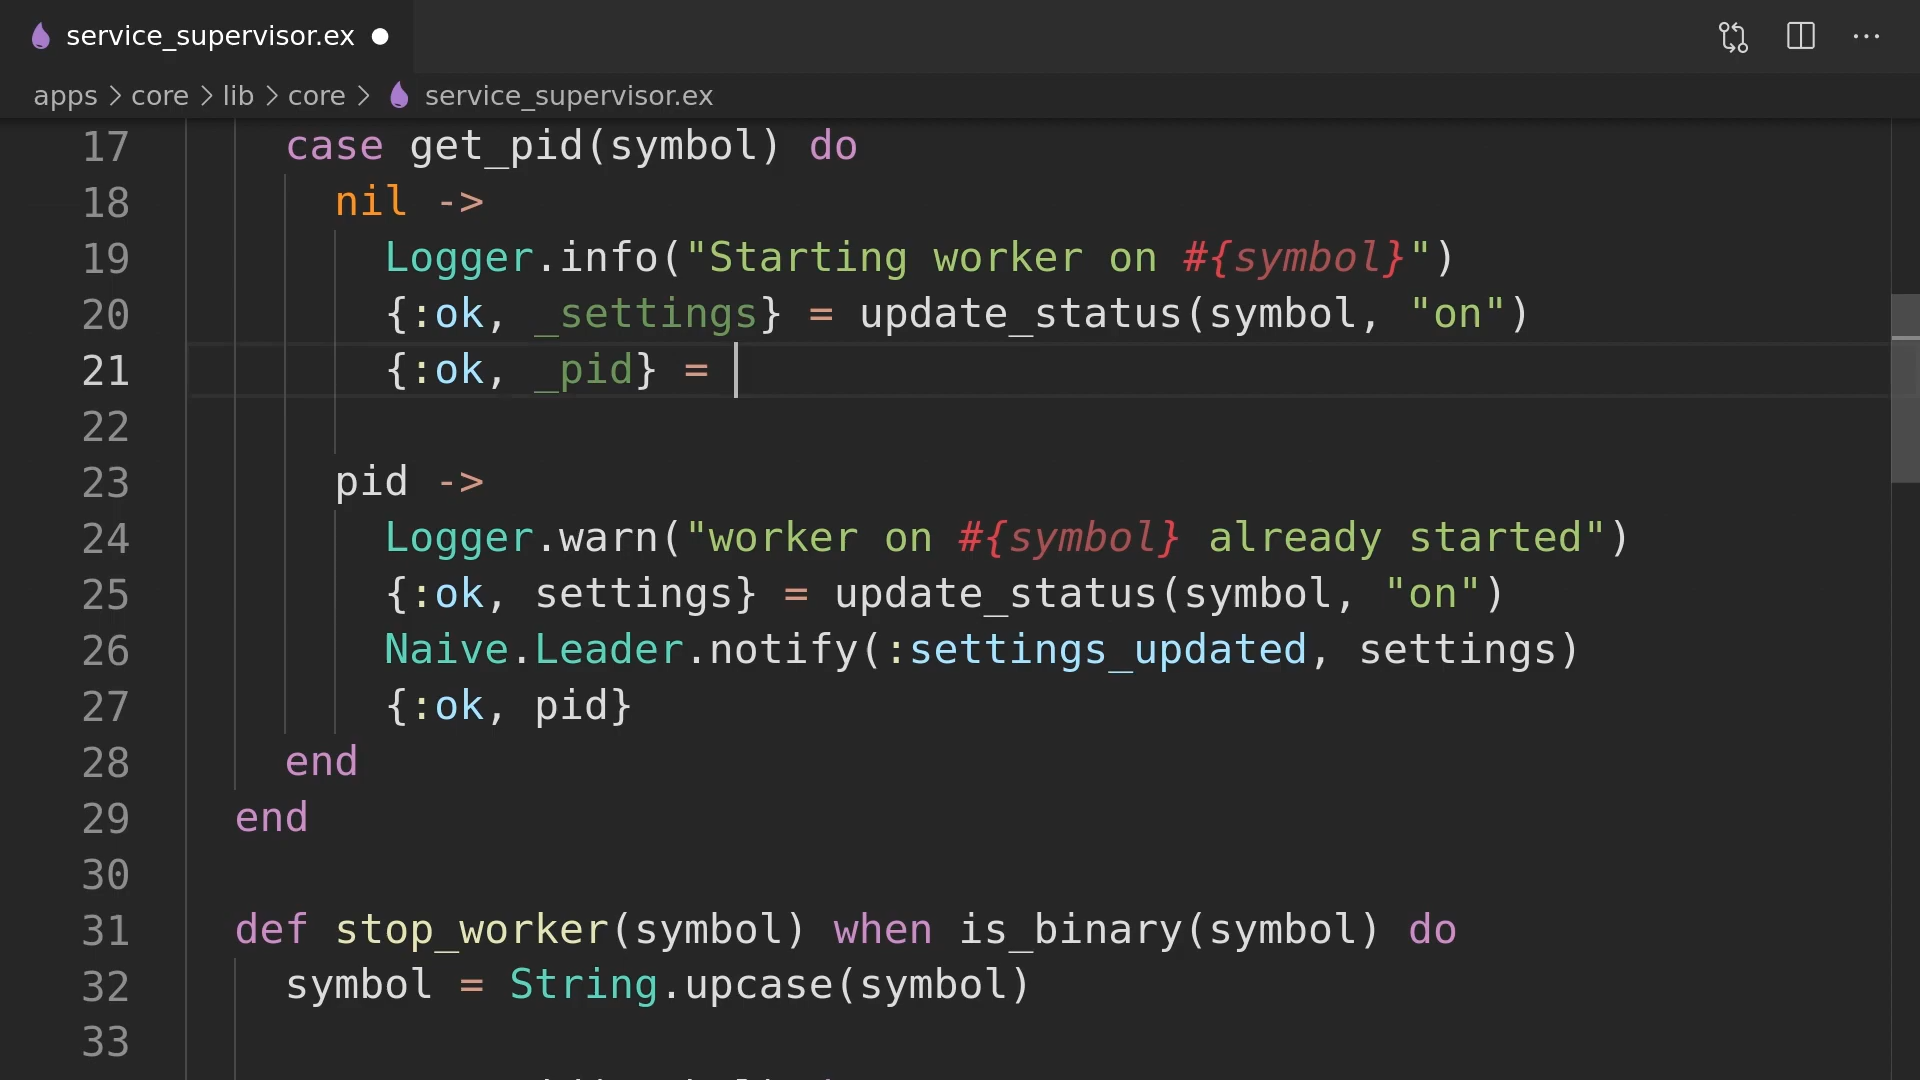 service_supervisor.ex
apps > core > lib > core > service_supervisor.ex
17 case get_pid(symbol) do
18 nil ->
19 Logger.info("Starting worker on #{symbol}")
20 {:ok, _settings} = update_status(symbol, "on")
21 {:ok, _pid} =
22
23 pid ->
24 Logger.warn("worker on #{symbol} already started")
25 {:ok, settings} = update_status(symbol, "on")
26 Naive.Leader.notify(:settings_updated, settings)
27 {:ok, pid}
28 end
29 end
30
31 def stop_worker(symbol) when is_binary(symbol) do
32 symbol = String.upcase(symbol)
33